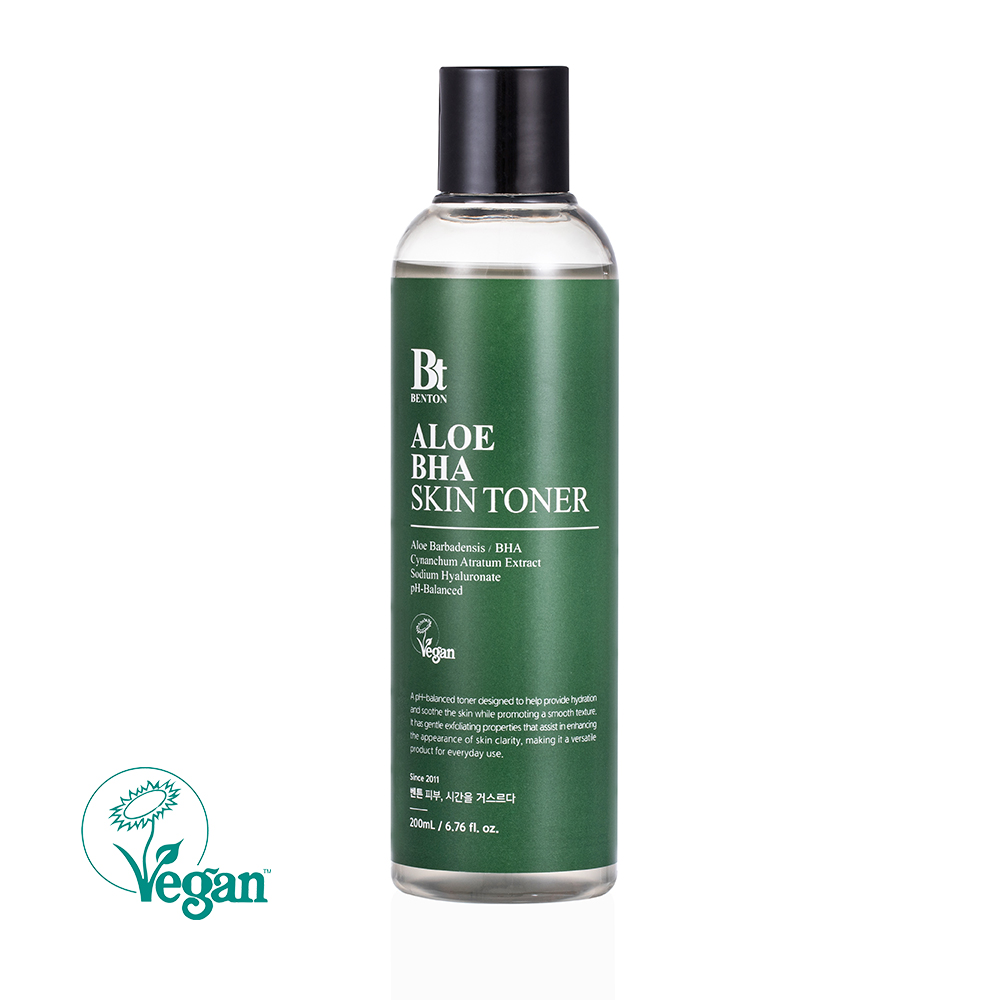 Bt
BENTON
ALOE
BHA
SKIN TONER
Aloe Barbadensis / BHA
Cynanchum Atratum Extract
Sodium Hyaluronate
pH-Balanced
Vegan
A pH-balanced toner designed to help provide hydration
and soothe the skin while promoting a smooth texture.
It has gentle exfoliating properties that assist in enhancing
the appearance of skin clarity, making it a versatile
product for everyday use.
Since 2011
벤튼 피부, 시간을 거스르다
200mL / 6.76 fl. oz.
Vegan™